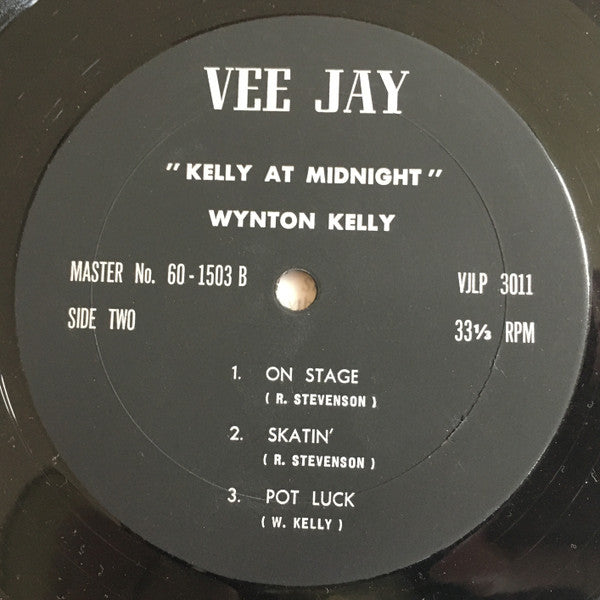 VEE JAY
"KELLY AT MIDNIGHT"
WYNTON KELLY
MASTER No. 60-1503 B
VJLP 3011
SIDE TWO
33⅓ RPM
1. ON STAGE
( R. STEVENSON )
2. SKATIN'
( R. STEVENSON )
3. POT LUCK
( W. KELLY )